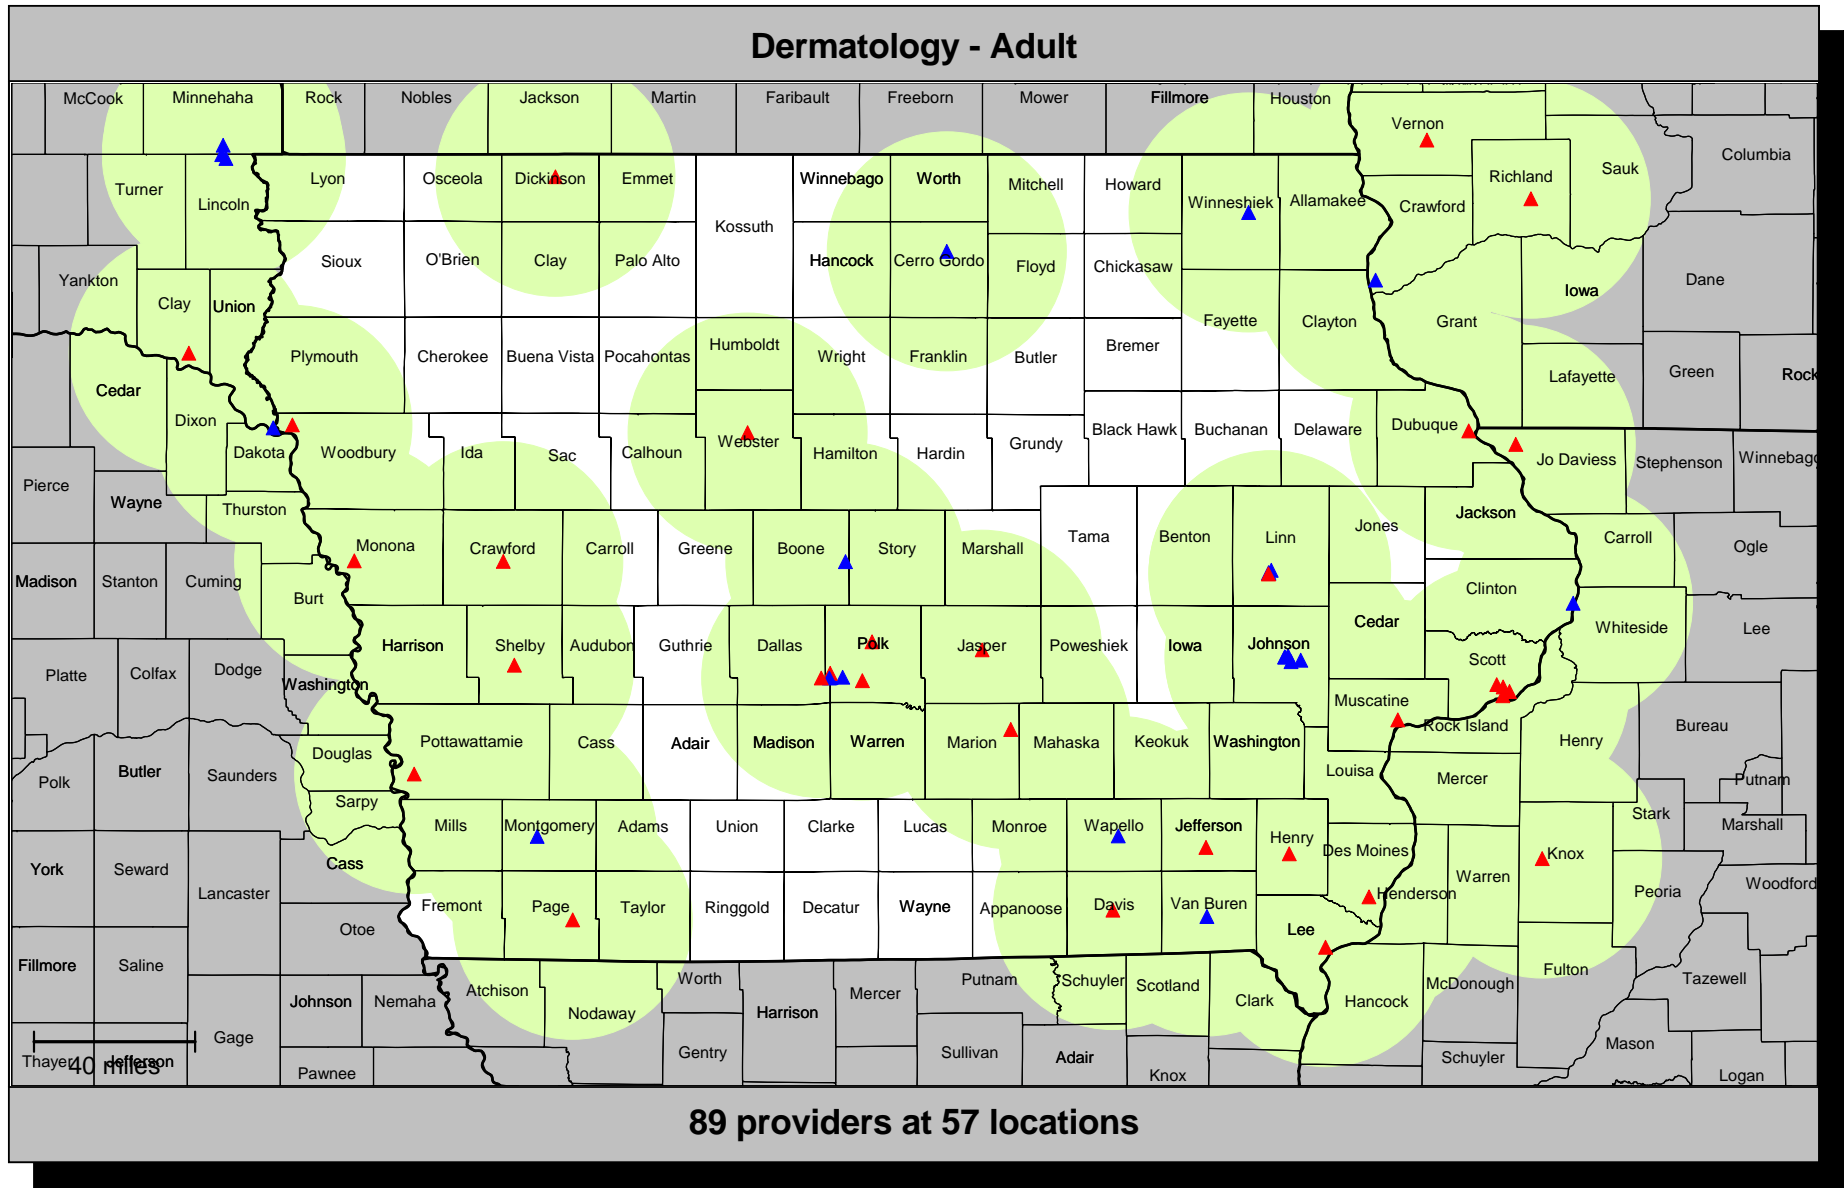 Dermatology - Adult
McCook Minnehaha Rock Nobles Jackson Martin Faribault Freeborn Mower Fillmore Houston
Vernon
Columbia
Turner Lyon Osceola Dickinson Emmet Winnebago Worth Mitchell Howard Richland Sauk
Lincoln Kossuth Winneshiek Allamakee Crawford
Yankton Sioux O'Brien Clay Palo Alto Hancock Cerro Gordo Floyd Chickasaw Dane
Clay Union Iowa
Fayette Clayton Grant
Plymouth Cherokee Buena Vista Pocahontas Humboldt Wright Franklin Butler Bremer
Cedar Lafayette Green Rock
Dixon Webster Black Hawk Buchanan Delaware Dubuque
Dakota Woodbury Ida Sac Calhoun Hamilton Hardin Grundy Jo Daviess Stephenson Winnebago
Pierce Wayne Thurston Jackson
Monona Crawford Carroll Greene Boone Story Marshall Tama Benton Linn Jones Carroll Ogle
Madison Stanton Cuming Burt Clinton
Harrison Shelby Audubon Guthrie Dallas Polk Jasper Poweshiek Iowa Johnson Cedar Whiteside Lee
Platte Colfax Dodge Washington Scott
Muscatine Rock Island Bureau
Douglas Pottawattamie Cass Adair Madison Warren Marion Mahaska Keokuk Washington Henry
Polk Butler Saunders Louisa Mercer Putnam
Sarpy Mills Montgomery Adams Union Clarke Lucas Monroe Wapello Jefferson Henry Stark Marshall
York Seward Cass Des Moines Knox
Lancaster Warren Peoria Woodford
Fremont Page Taylor Ringgold Decatur Wayne Appanoose Davis Van Buren Henderson
Otoe Lee
Fillmore Saline Atchison Worth Mercer Putnam Schuyler Scotland Fulton Tazewell
Johnson Nemaha Nodaway Harrison Clark Hancock McDonough
Gage Gentry Sullivan Adair Schuyler Mason
Thayer Jefferson Pawnee Knox Logan
40 miles
89 providers at 57 locations